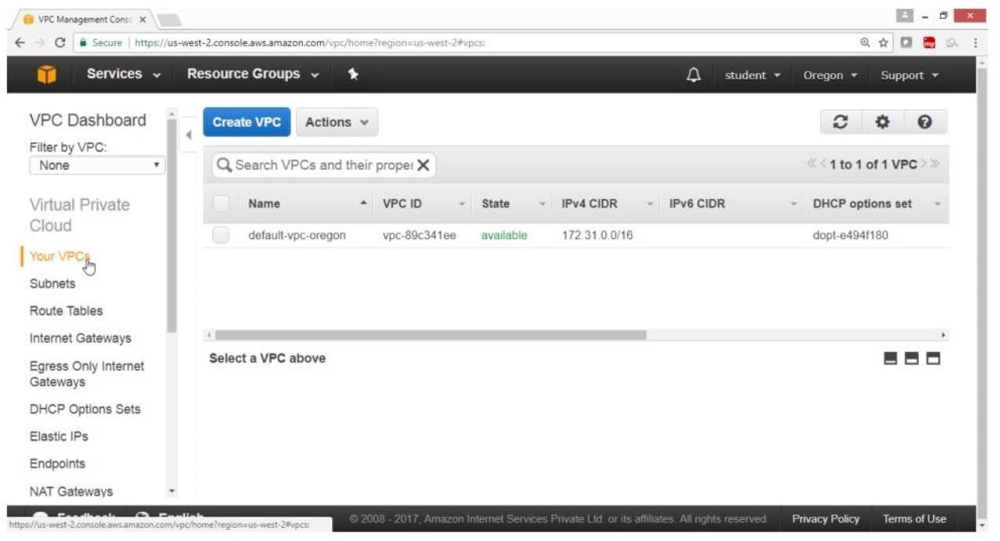 VPC Management Consc
https://us-west-2.console.aws.amazon.com/vpc/home?region=us-west-2#vpcs:
Secure
my
Services
Resource Groups
student
Oregon
Support
VPC Dashboard
Filter by VPC:
None
Virtual Private
Cloud
Your VPCs
Subnets
Route Tables
Internet Gateways
Egress Only Internet
Gateways
DHCP Options Sets
Elastic IPs
Endpoints
NAT Gateways
Create VPC
Actions
Search VPCs and their proper
1 to 1 of 1 VPC
Name VPC ID State IPv4 CIDR IPv6 CIDR DHCP options set
default-vpc-oregon vpc-89c341ee available 172.31.0.0/16 dopt-e494f180
Select a VPC above
Feedback English
https://us-west-2.console.aws.amazon.com/vpc/home?region=us-west-2#vpcs:
© 2008 - 2017, Amazon Internet Services Private Ltd. or its affiliates. All rights reserved.
Privacy Policy
Terms of Use